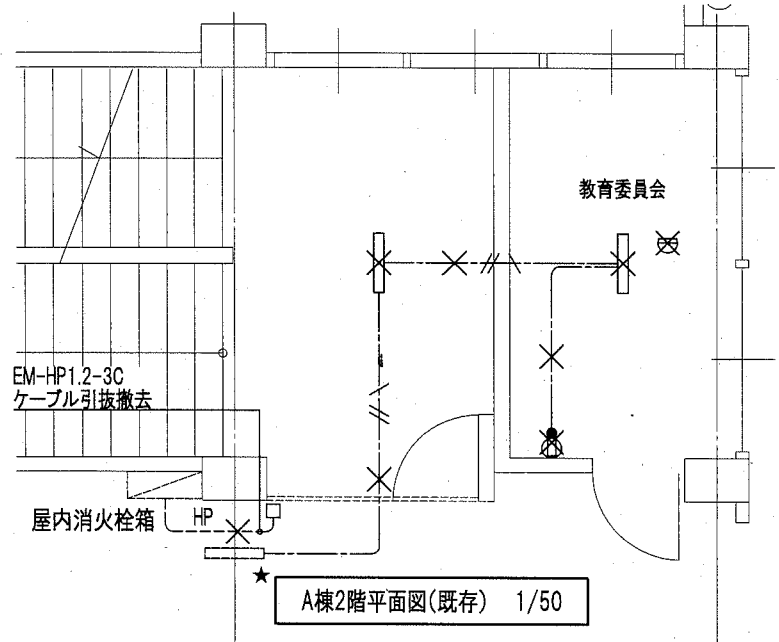 教育委員会
EM-HP1.2-3C
ケーブル引抜撤去
屋内消火栓箱
HP
★
A棟2階平面図(既存) 1/50